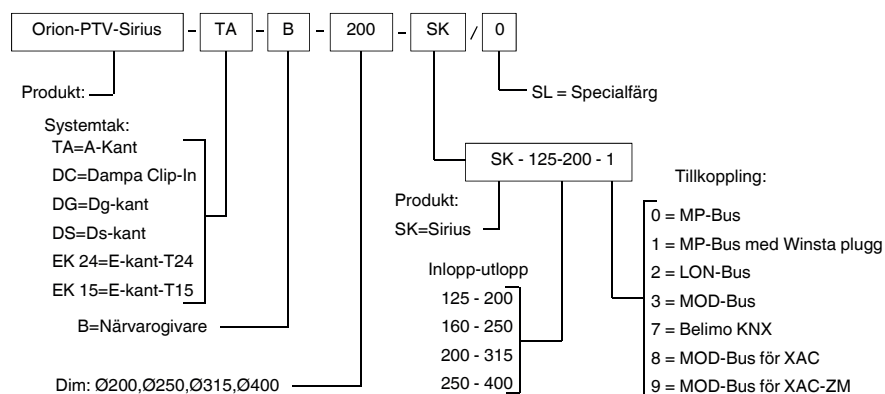 Orion-PTV-Sirius - TA - B - 200 - SK / 0
Produkt:
SL = Specialfärg
Systemtak:
TA=A-Kant
DC=Dampa Clip-In
DG=Dg-kant
DS=Ds-kant
EK 24=E-kant-T24
EK 15=E-kant-T15
B=Närvarogivare
Dim: Ø200,Ø250,Ø315,Ø400
SK - 125-200 - 1
Produkt:
SK=Sirius
Inlopp-utlopp
125 - 200
160 - 250
200 - 315
250 - 400
Tillkoppling:
0 = MP-Bus
1 = MP-Bus med Winsta plugg
2 = LON-Bus
3 = MOD-Bus
7 = Belimo KNX
8 = MOD-Bus för XAC
9 = MOD-Bus för XAC-ZM